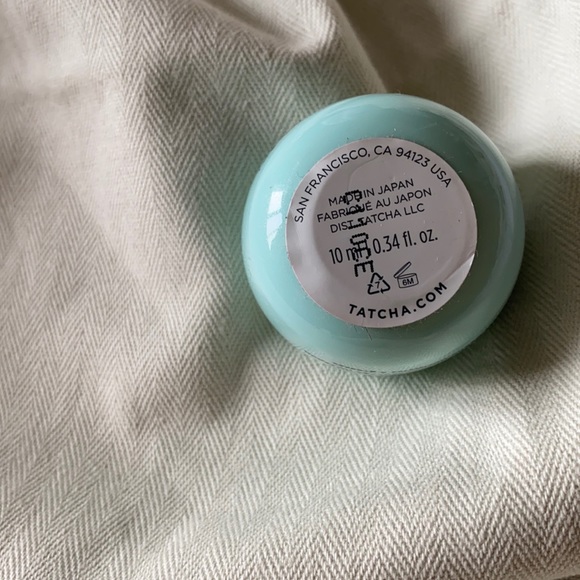 SAN FRANCISCO, CA 94123 USA
MADE IN JAPAN
FABRIQUÉ AU JAPON
DIST. TATCHA LLC
10 ml 0.34 fl. oz.
7
6M
TATCHA.COM